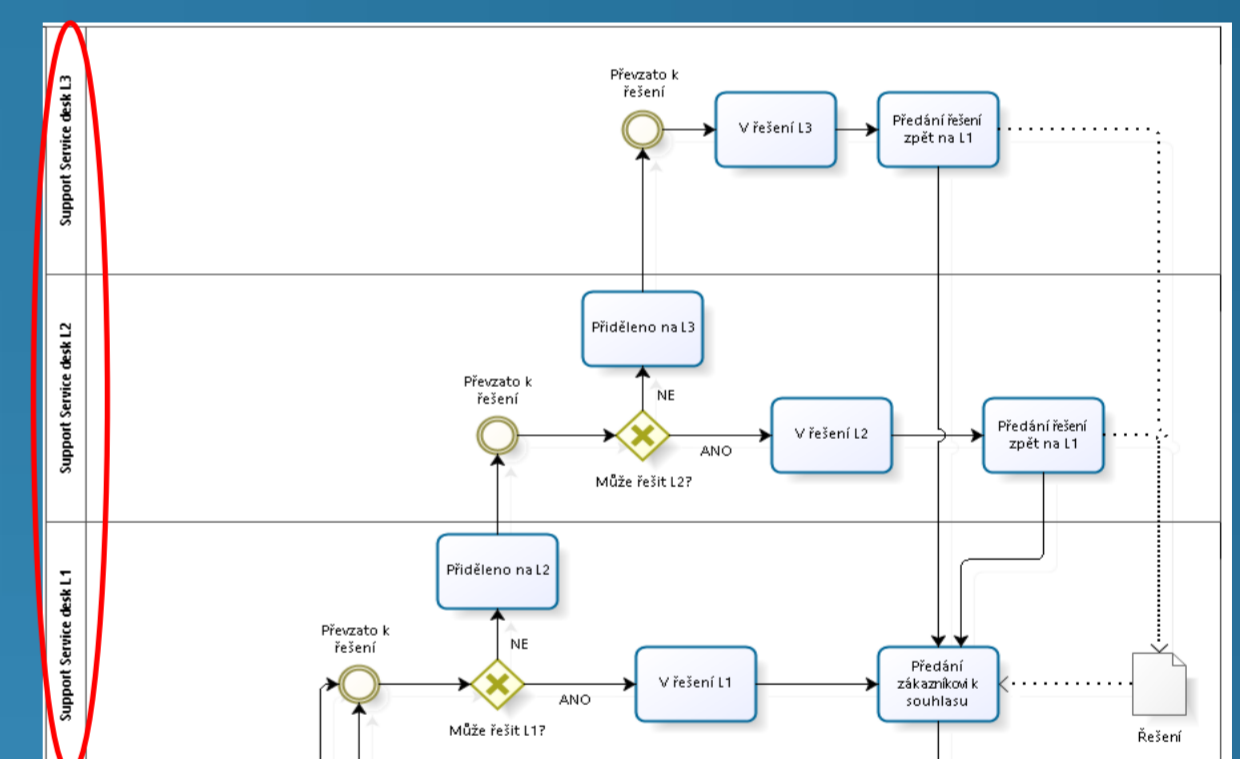 Support Service desk L3
Převzato k
řešení
V řešení L3
Předání řešení
zpět na L1
Support Service desk L2
Přiděleno na L3
NE
Převzato k
řešení
ANO
Může řešit L2?
V řešení L2
Předání řešení
zpět na L1
Support Service desk L1
Přiděleno na L2
NE
Převzato k
řešení
ANO
Může řešit L1?
V řešení L1
Předání
zákazníkovi k
souhlasu
Řešení